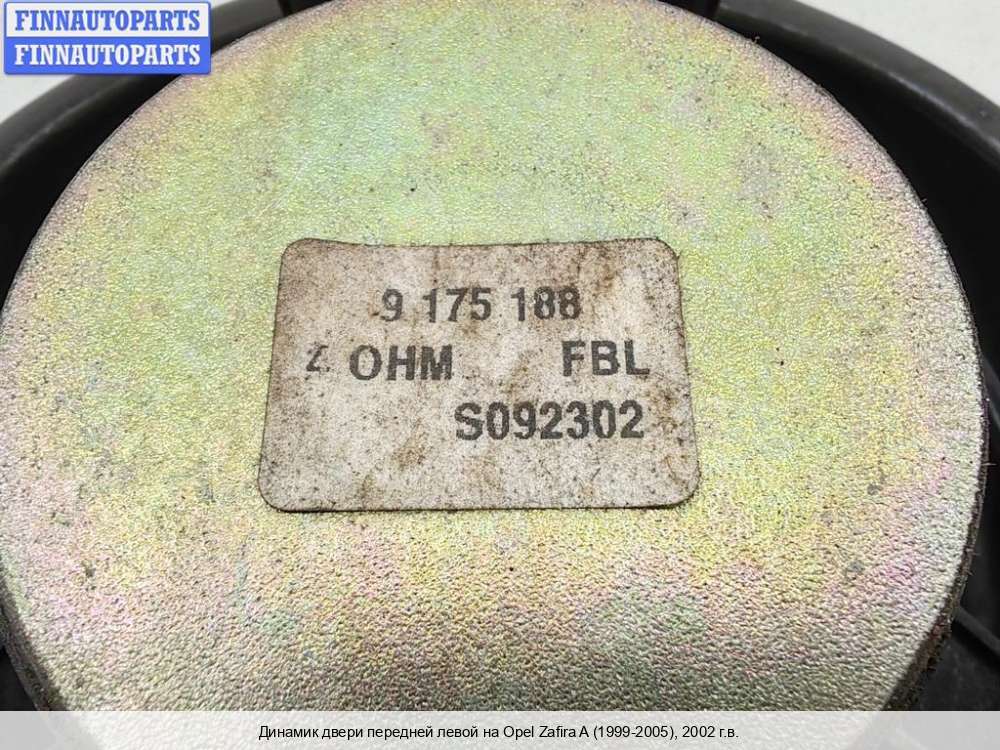 FINNAUTOPARTS
FINNAUTOPARTS
9 175 188
4 OHM FBL
S092302
Динамик двери передней левой на Opel Zafira A (1999-2005), 2002 г.в.